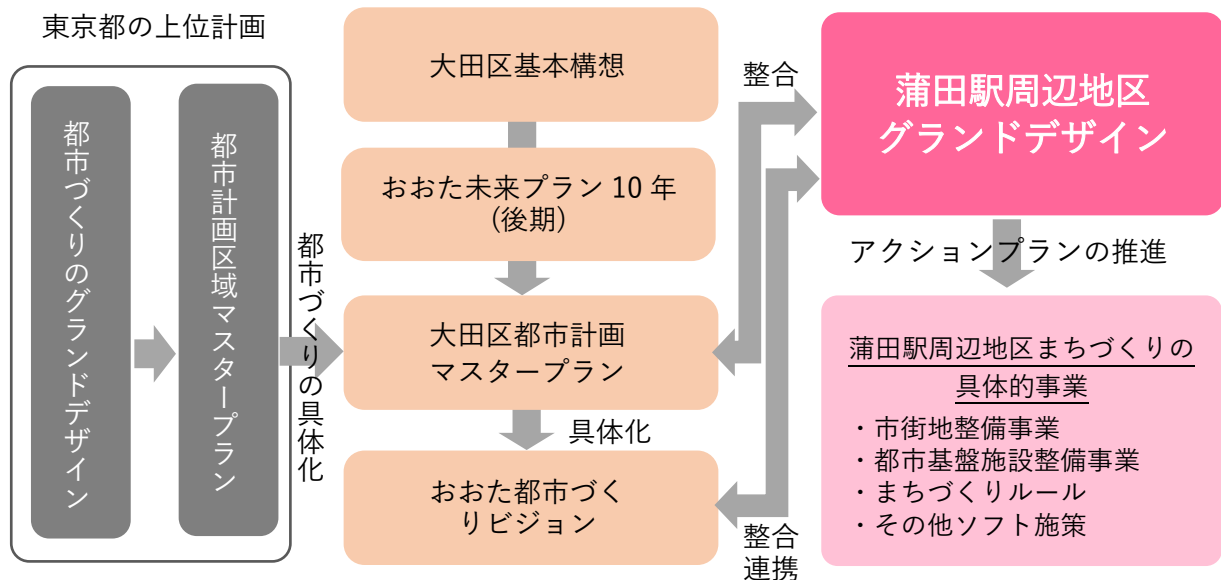 東京都の上位計画
都市づくりのグランドデザイン
都市計画区域マスタープラン
都市づくりの具体化
大田区基本構想
おおた未来プラン 10 年
(後期)
大田区都市計画
マスタープラン
具体化
おおた都市づく
りビジョン
整合
整合
連携
蒲田駅周辺地区
グランドデザイン
アクションプランの推進
蒲田駅周辺地区まちづくりの
具体的事業
・市街地整備事業
・都市基盤施設整備事業
・まちづくりルール
・その他ソフト施策